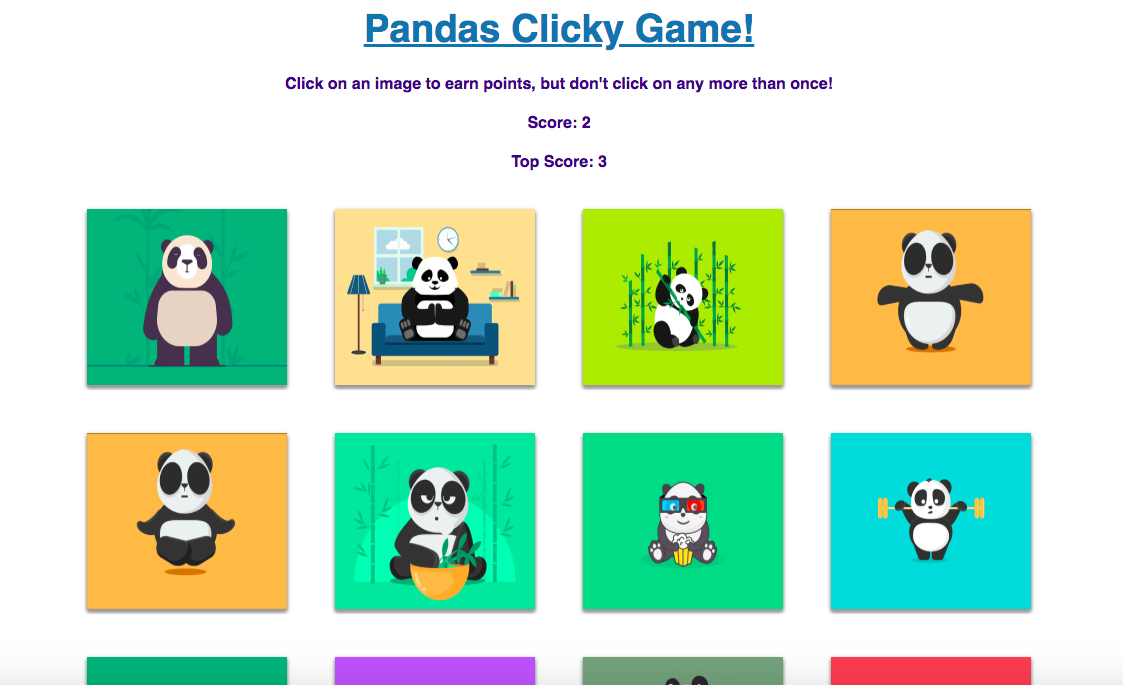 Pandas Clicky Game!
Click on an image to earn points, but don't click on any more than once!
Score: 2
Top Score: 3